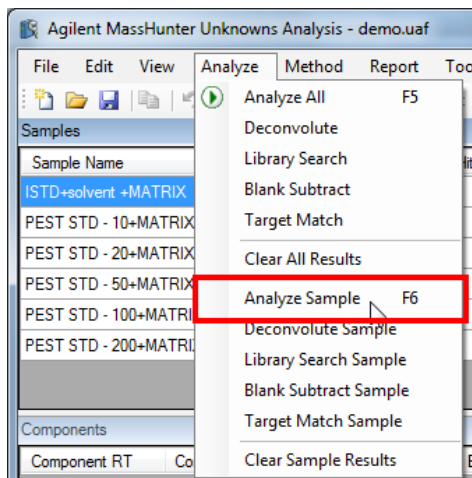 Agilent MassHunter Unknowns Analysis - demo.uaf
File Edit View Analyze Method Report
Analyze All F5
Deconvolute
Library Search
Blank Subtract
Target Match
Clear All Results
Analyze Sample F6
Deconvolute Sample
Library Search Sample
Blank Subtract Sample
Target Match Sample
Clear Sample Results
Samples
Sample Name
ISTD+solvent +MATRIX
PEST STD - 10+MATRIX
PEST STD - 20+MATRIX
PEST STD - 50+MATRIX
PEST STD - 100+MATRI
PEST STD - 200+MATRI
Components
Component RT Co